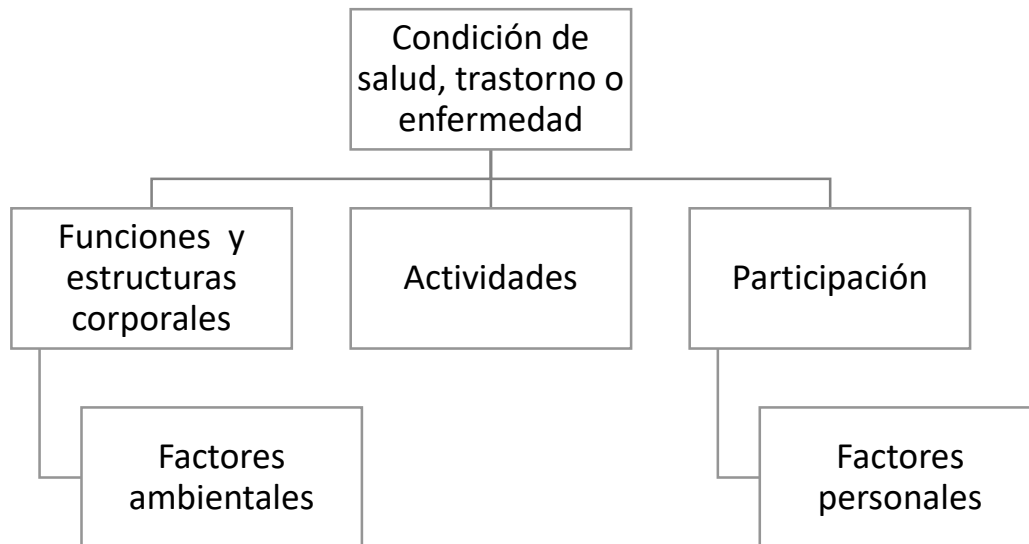 Condición de
salud, trastorno o
enfermedad
Funciones  y
estructuras
corporales
Actividades
Participación
Factores
ambientales
Factores
personales